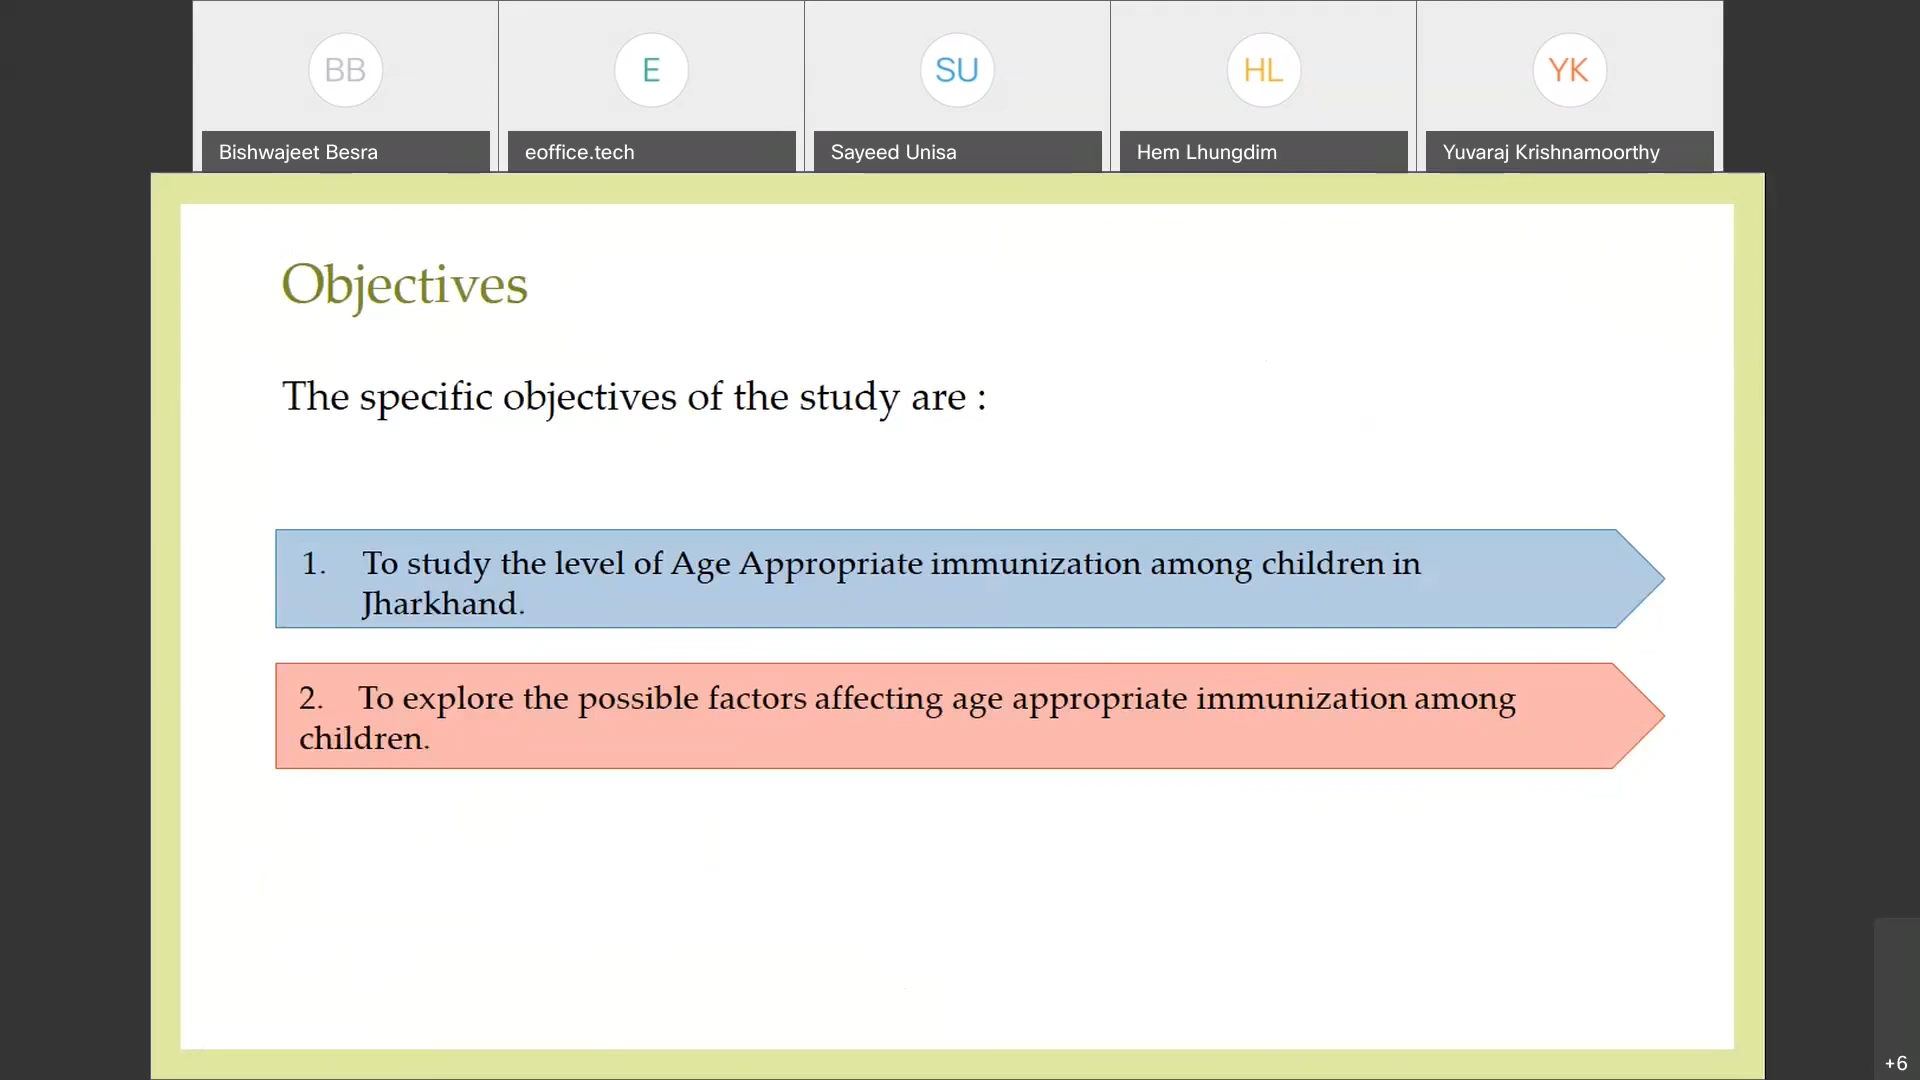 BB
E
SU
HL
YK
Bishwajeet Besra
eoffice.tech
Sayeed Unisa
Hem Lhungdim
Yuvaraj Krishnamoorthy
Objectives
The specific objectives of the study are :
1. To study the level of Age Appropriate immunization among children in
Jharkhand.
2. To explore the possible factors affecting age appropriate immunization among
children.
+6